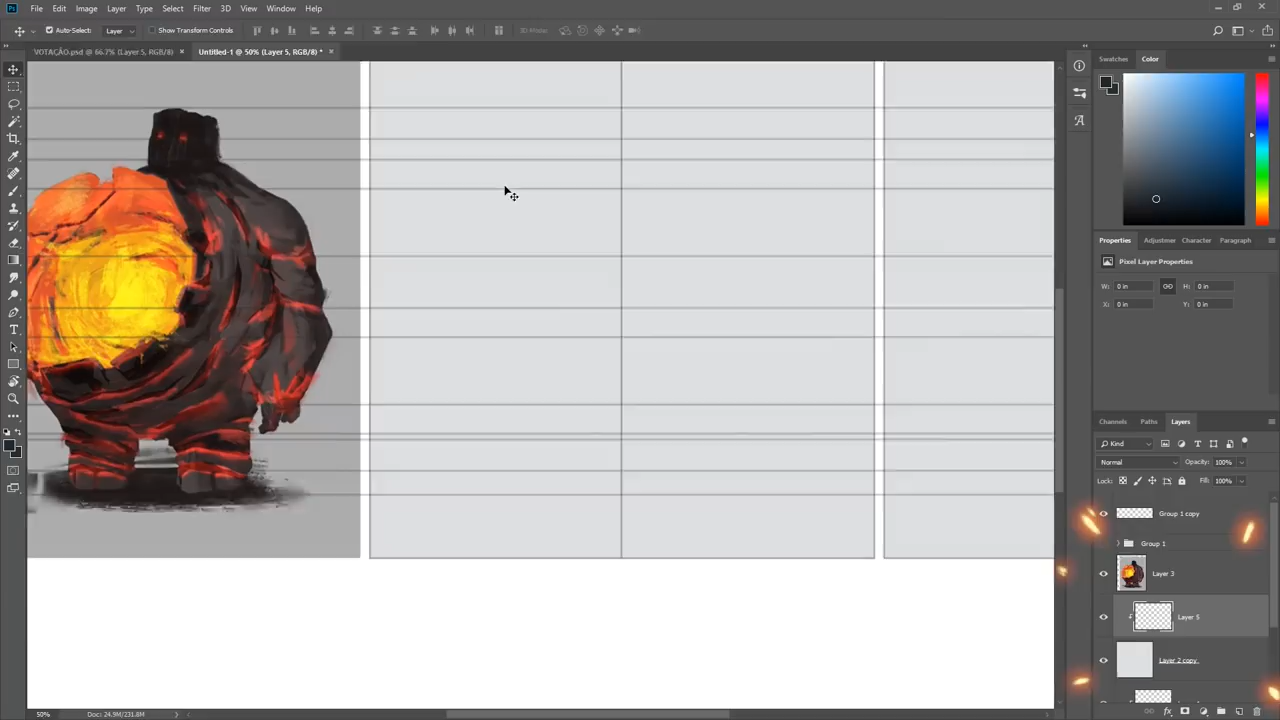 Ps File Edit Image Layer Type Select Filter 3D View Window Help
Auto-Select: Layer Show Transform Controls 3D Mode:
VOTAÇÃO.psd @ 66.7% (Layer 5, RGB/8) × Untitled-1 @ 50% (Layer 5, RGB/8) * ×
Swatches Color
Properties Adjustmer Character Paragraph
Pixel Layer Properties
W: 0 in H: 0 in
X: 0 in Y: 0 in
Channels Paths Layers
Kind
Normal Opacity: 100%
Lock: Fill: 100%
Group 1 copy
Group 1
Layer 3
Layer 5
Layer 2 copy
50% Doc: 24.9M/231.8M